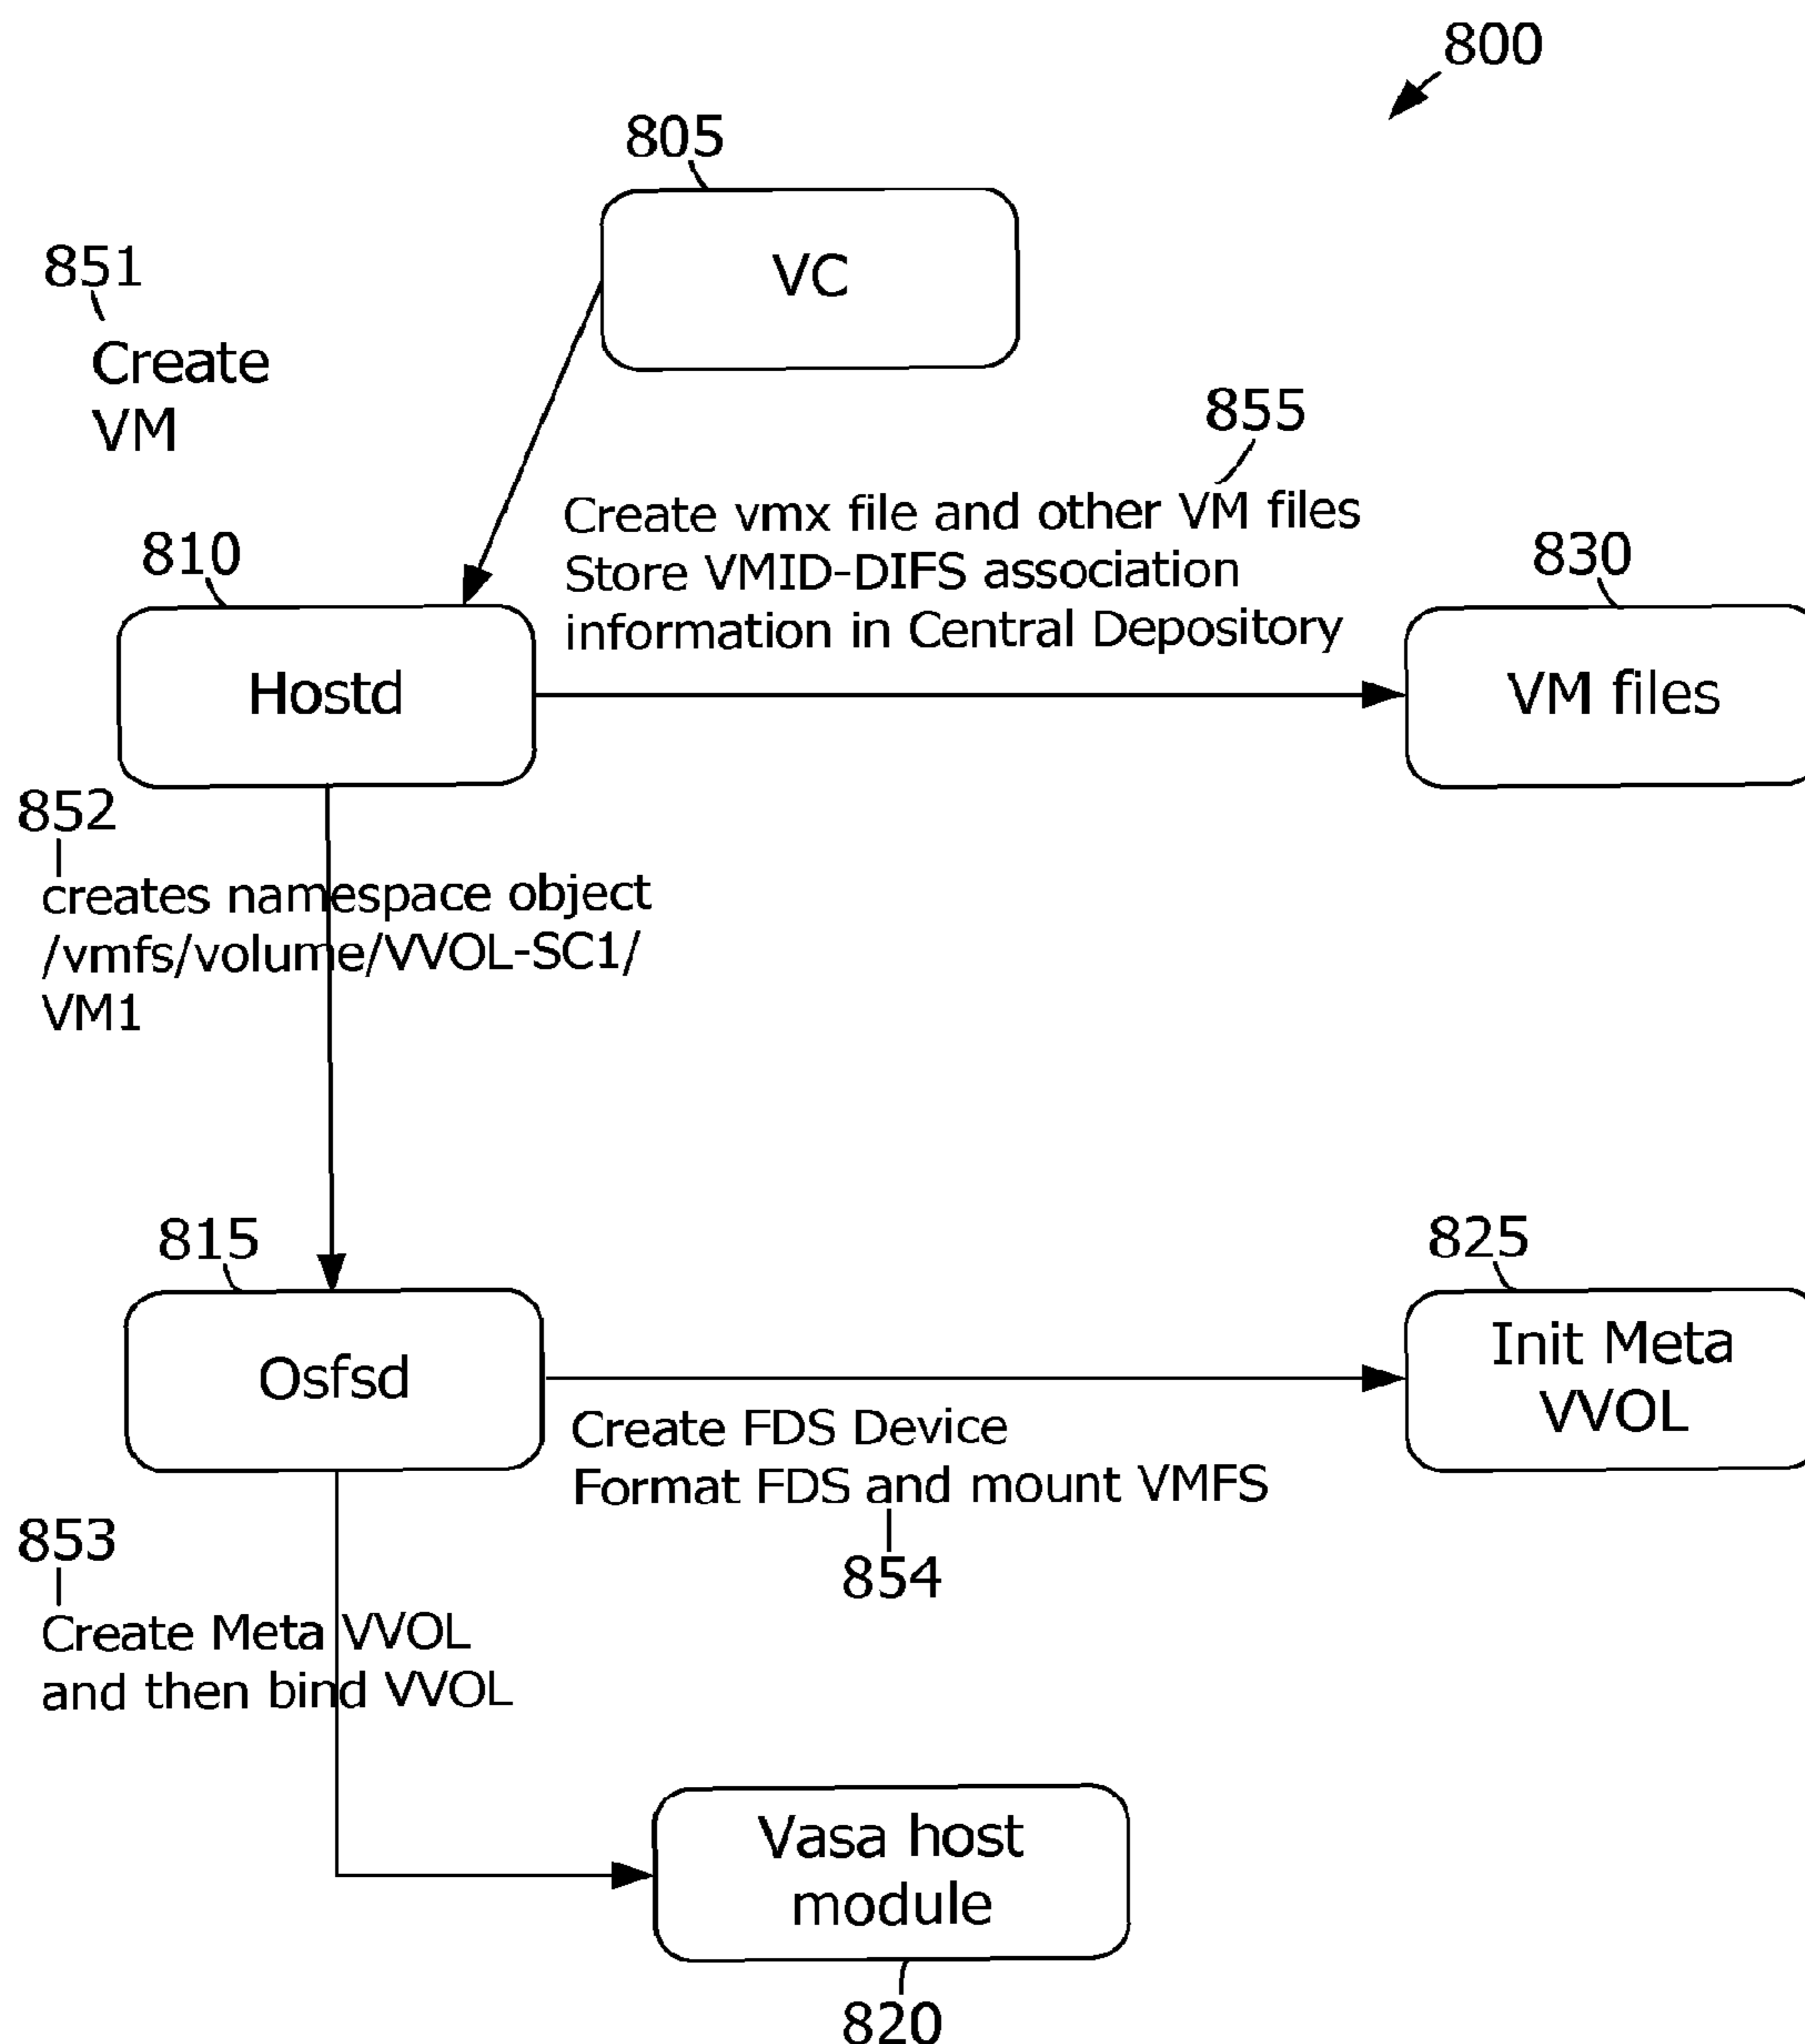 800
805
VC
851
Create
VM
855
Create vmx file and other VM files
Store VMID-DIFS association
information in Central Depository
810
Hostd
830
VM files
852
creates namespace object
/vmfs/volume/VVOL-SC1/
VM1
815
Osfsd
825
Init Meta
VVOL
Create FDS Device
Format FDS and mount VMFS
854
853
Create Meta VVOL
and then bind VVOL
Vasa host
module
820